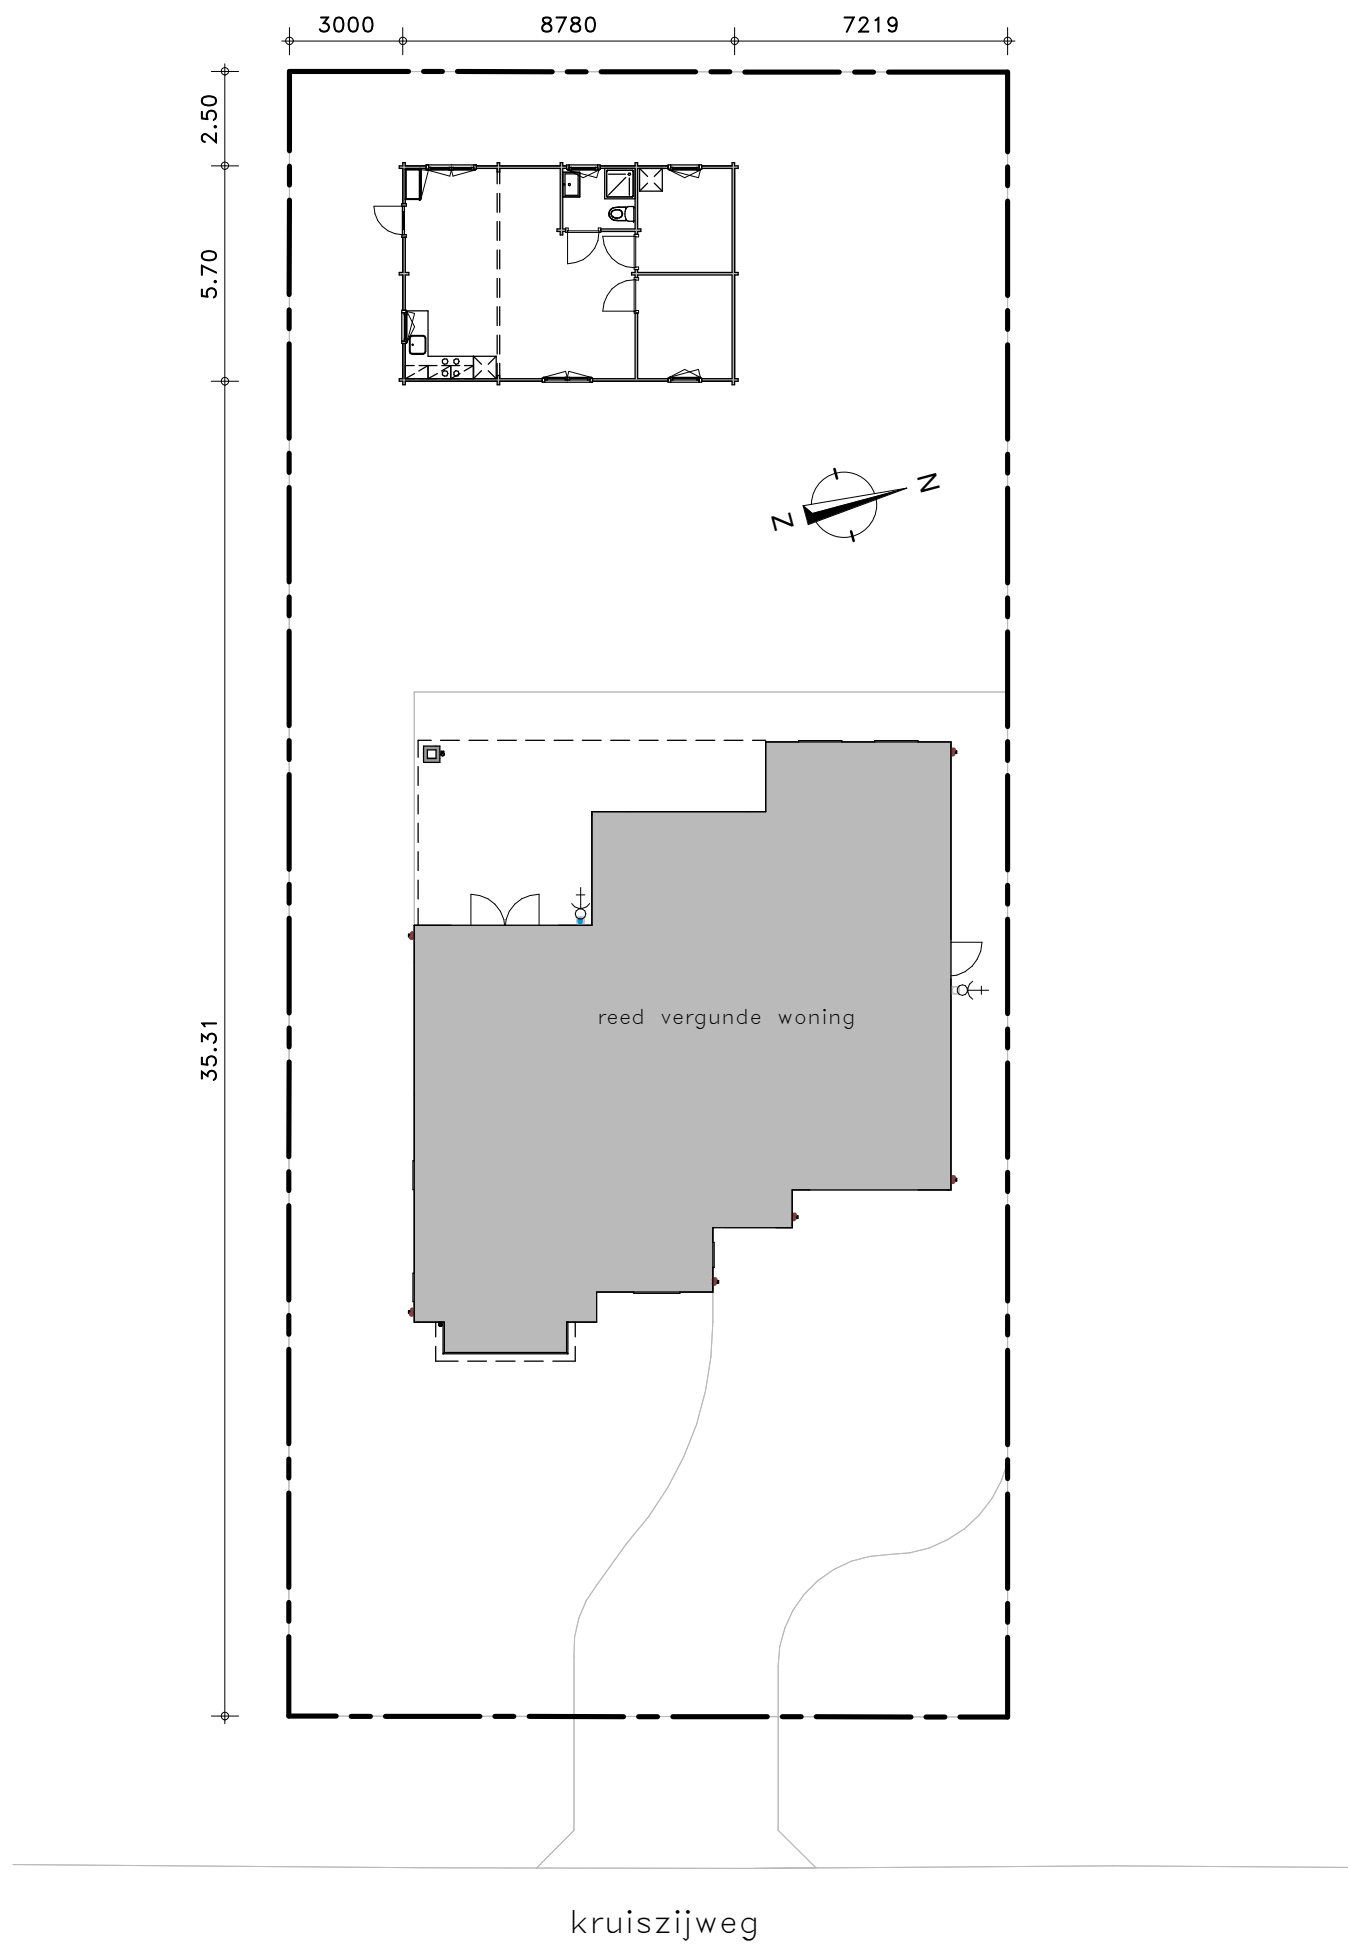 3000 8780 7219
2.50
5.70
N
Z
35.31
reed vergunde woning
kruiszijweg